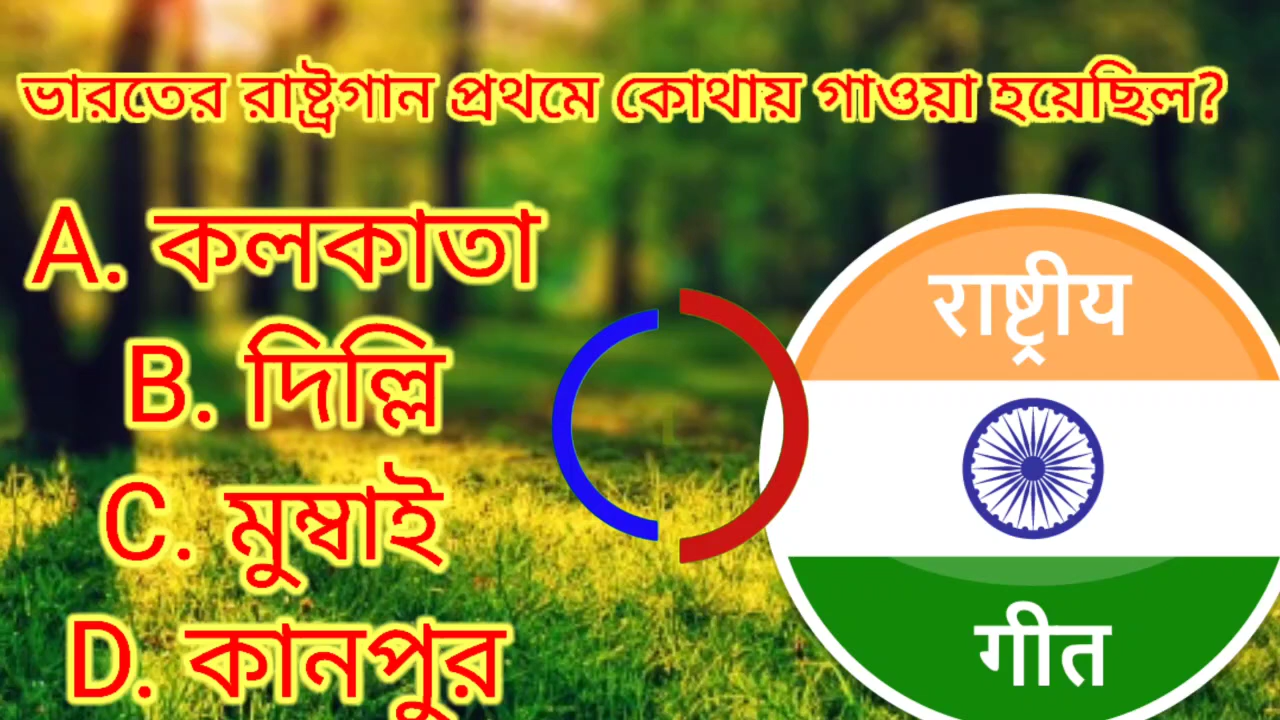 ভারতের রাষ্ট্রগান প্রথমে কোথায় গাওয়া হয়েছিল?
A. কলকাতা
B. দিল্লি
C. মুম্বাই
D. কানপুর
राष्ट्रीय
गीत